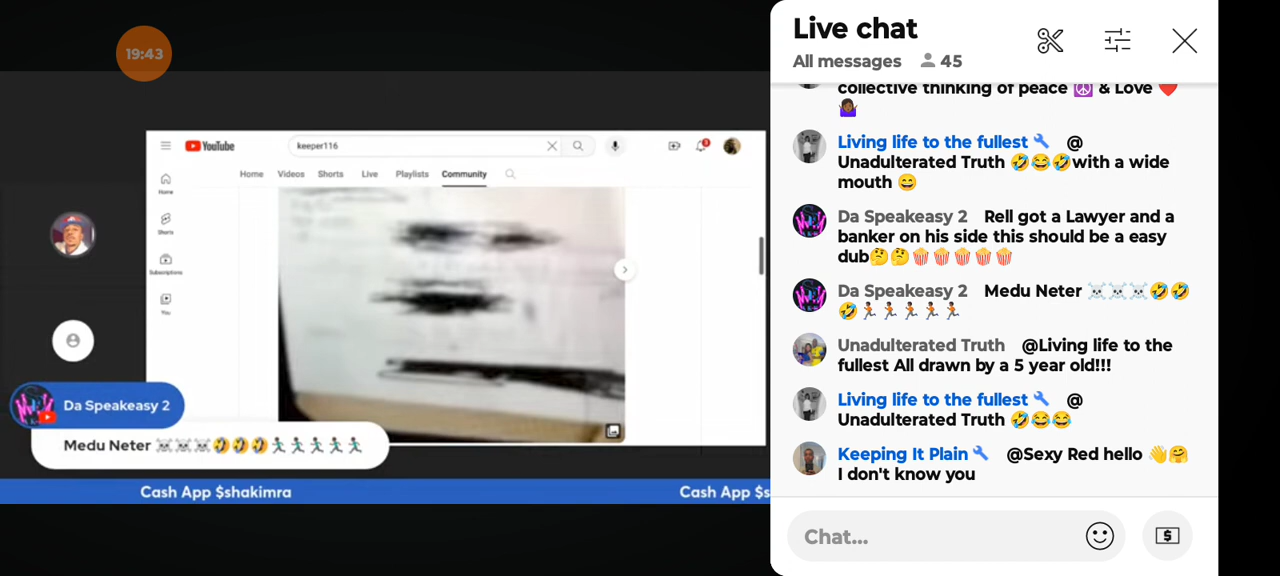 19:43
YouTube
keeper116
3
Home Videos Shorts Live Playlists Community
Home
Shorts
Subscriptions
You
Da Speakeasy 2
Medu Neter ☠️☠️☠️🤣🤣🤣🏃🏃🏃🏃🏃
Cash App $shakimra
Cash App $s
Live chat
All messages 45
collective thinking of peace ☮️ & Love ❤️
🤷🏾‍♀️
Living life to the fullest 🔧 @
Unadulterated Truth 🤣😂🤣with a wide
mouth 😄
Da Speakeasy 2 Rell got a Lawyer and a
banker on his side this should be a easy
dub🤔🤔🍿🍿🍿🍿🍿
Da Speakeasy 2 Medu Neter ☠️☠️☠️🤣🤣
🤣🏃🏃🏃🏃🏃
Unadulterated Truth @Living life to the
fullest All drawn by a 5 year old!!!
Living life to the fullest 🔧 @
Unadulterated Truth 🤣😂😂
Keeping It Plain 🔧 @Sexy Red hello 👋🤗
I don't know you
Chat...